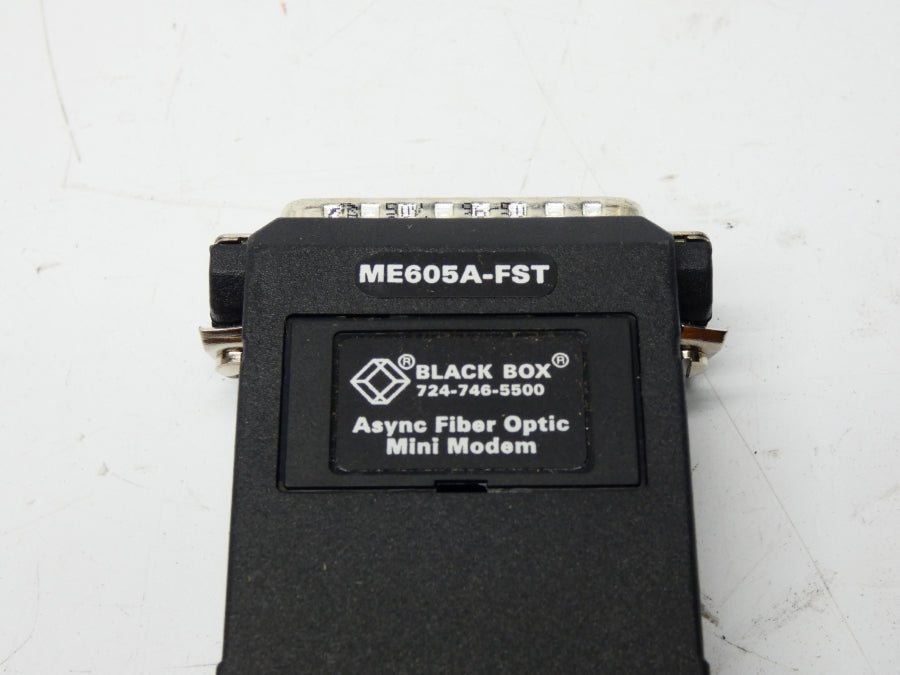 ME605A-FST
® BLACK BOX®
724-746-5500
Async Fiber Optic
Mini Modem